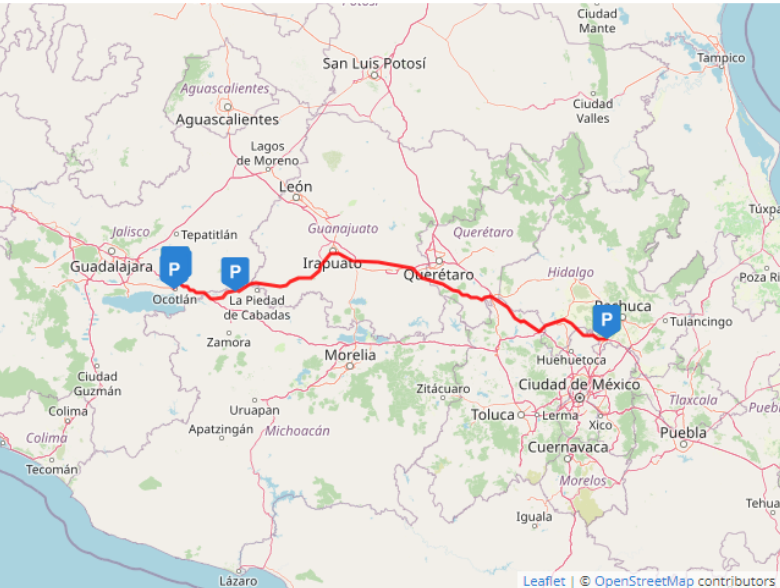 Potosí
Ciudad
Mante
Tampico
San Luis Potosí
Aguascalientes
Aguascalientes
Ciudad
Valles
Lagos
de Moreno
León
Túxpa
Jalisco
Tepatitlán
Guanajuato
Querétaro
Guadalajara
P
P
Irapuato
Querétaro
Hidalgo
Poza Ri
Ocotlán
La Piedad
de Cabadas
Pachuca
P
Tulancingo
Zamora
Morelia
Huehuetoca
Ciudad
Guzmán
Zitácuaro
Ciudad de México
Tlaxcala
Colima
Uruapan
Toluca
Lerma
Xico
Puebla
Apatzingán
Michoacán
Puebla
Colima
Cuernavaca
Tecomán
Morelos
Tehua
Iguala
Lázaro
Leaflet | © OpenStreetMap contributors